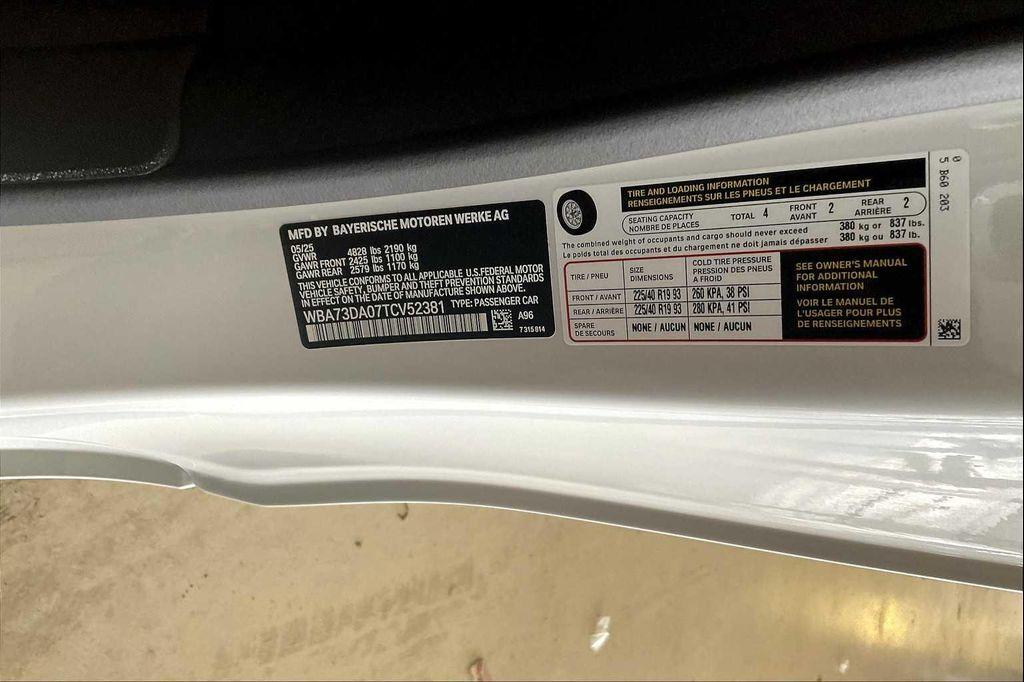 MFD BY BAYERISCHE MOTOREN WERKE AG
05/25
GVWR 4828 lbs 2190 kg
GAWR FRONT 2425 lbs 1100 kg
GAWR REAR 2579 lbs 1170 kg
THIS VEHICLE CONFORMS TO ALL APPLICABLE U.S.FEDERAL MOTOR
VEHICLE SAFETY, BUMPER AND THEFT PREVENTION STANDARDS
IN EFFECT ON THE DATE OF MANUFACTURE SHOWN ABOVE.
WBA73DA07TCV52381 TYPE: PASSENGER CAR
A96
7315814
TIRE AND LOADING INFORMATION
RENSEIGNEMENTS SUR LES PNEUS ET LE CHARGEMENT
SEATING CAPACITY
NOMBRE DE PLACES
TOTAL 4
FRONT
AVANT 2
REAR
ARRIÈRE 2
The combined weight of occupants and cargo should never exceed 380 kg or 837 lbs.
Le poids total des occupants et du chargement ne doit jamais dépasser 380 kg ou 837 lb.
TIRE / PNEU
SIZE
DIMENSIONS
COLD TIRE PRESSURE
PRESSION DES PNEUS
A FROID
FRONT / AVANT 225/40 R19 93 260 KPA, 38 PSI
REAR / ARRIÈRE 225/40 R19 93 280 KPA, 41 PSI
SPARE
DE SECOURS
NONE / AUCUN NONE / AUCUN
SEE OWNER'S MANUAL
FOR ADDITIONAL
INFORMATION
VOIR LE MANUEL DE
L'USAGER POUR PLUS
DE RENSEIGNEMENTS
0
5 B60 203